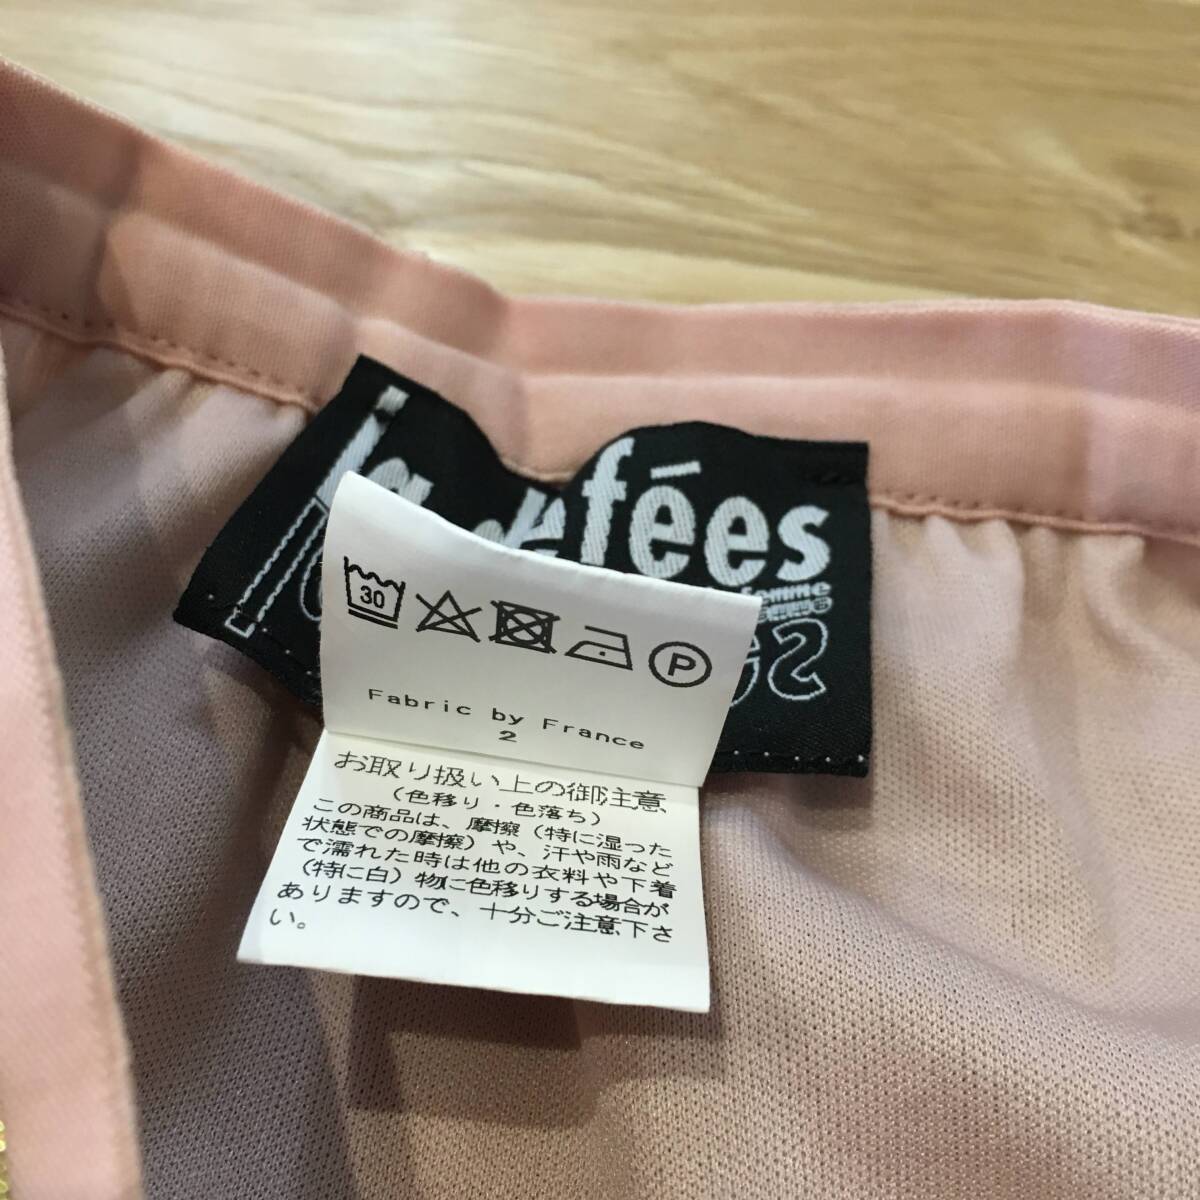 fées
femme
30
P
Fabric by France
2
お取り扱い上の御注意
（色移り・色落ち）
この商品は、摩擦（特に湿った
状態での摩擦）や、汗や雨など
で濡れた時は他の衣料や下着
（特に白）物に色移りする場合が
ありますので、十分ご注意下さ
い。